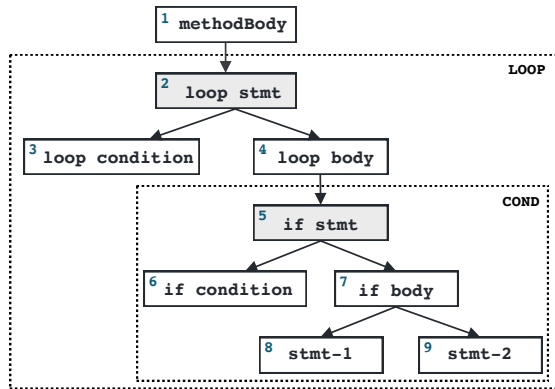 1 methodBody
LOOP
2 loop stmt
3 loop condition
4 loop body
COND
5 if stmt
6 if condition
7 if body
8 stmt-1
9 stmt-2